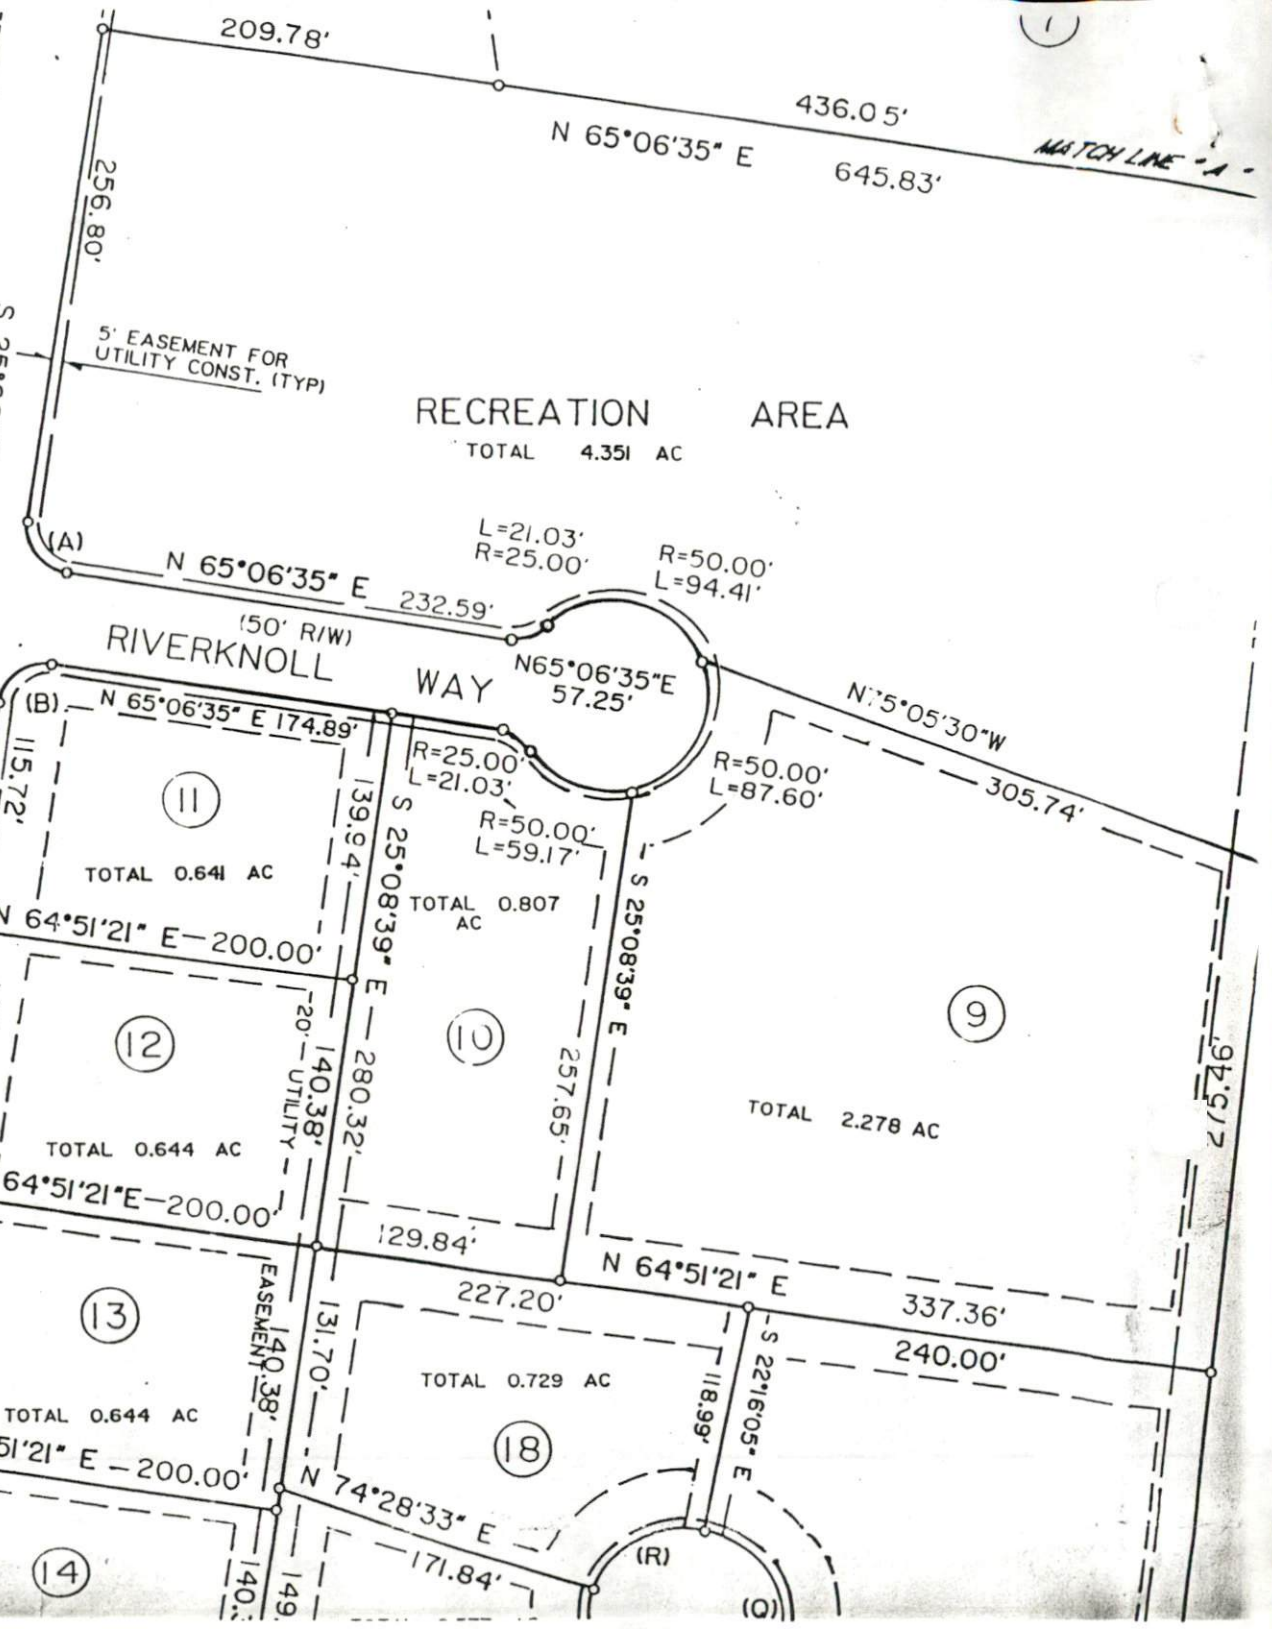 1
209.78'
436.05'
N 65°06'35" E
645.83'
MATCH LINE "A"
256.80'
5' EASEMENT FOR
UTILITY CONST. (TYP)
RECREATION AREA
TOTAL 4.351 AC
L=21.03'
R=25.00'
R=50.00'
L=94.41'
(A)
N 65°06'35" E
232.59'
(50' R/W)
RIVERKNOLL WAY
N65°06'35"E
57.25'
N75°05'30"W
305.74'
(B)
N 65°06'35" E 174.89'
115.72'
R=25.00'
L=21.03'
R=50.00'
L=87.60'
R=50.00'
L=59.17'
11
TOTAL 0.641 AC
139.94'
S 25°08'39" E
280.32'
TOTAL 0.807
AC
10
S 25°08'39" E
257.65'
9
TOTAL 2.278 AC
275.46'
N 64°51'21" E-200.00'
12
20' UTILITY
EASEMENT
140.38'
TOTAL 0.644 AC
64°51'21"E-200.00'
129.84'
N 64°51'21" E
227.20'
337.36'
240.00'
13
TOTAL 0.644 AC
140.38'
131.70'
TOTAL 0.729 AC
18
118.99'
S 22°16'05" E
51'21" E-200.00'
N 74°28'33" E
171.84'
14
140.
149.
(R)
(Q)